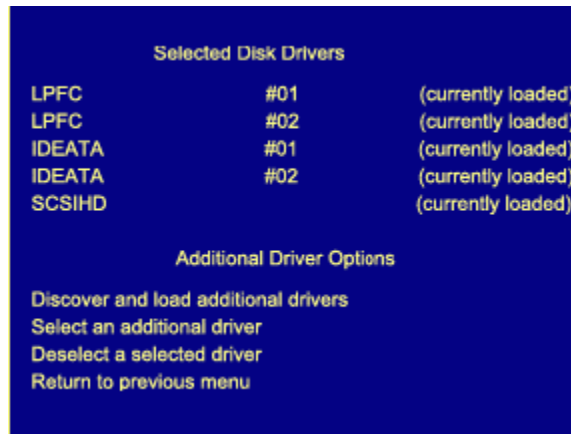 Selected Disk Drivers
LPFC #01 (currently loaded)
LPFC #02 (currently loaded)
IDEATA #01 (currently loaded)
IDEATA #02 (currently loaded)
SCSIHD (currently loaded)
Additional Driver Options
Discover and load additional drivers
Select an additional driver
Deselect a selected driver
Return to previous menu